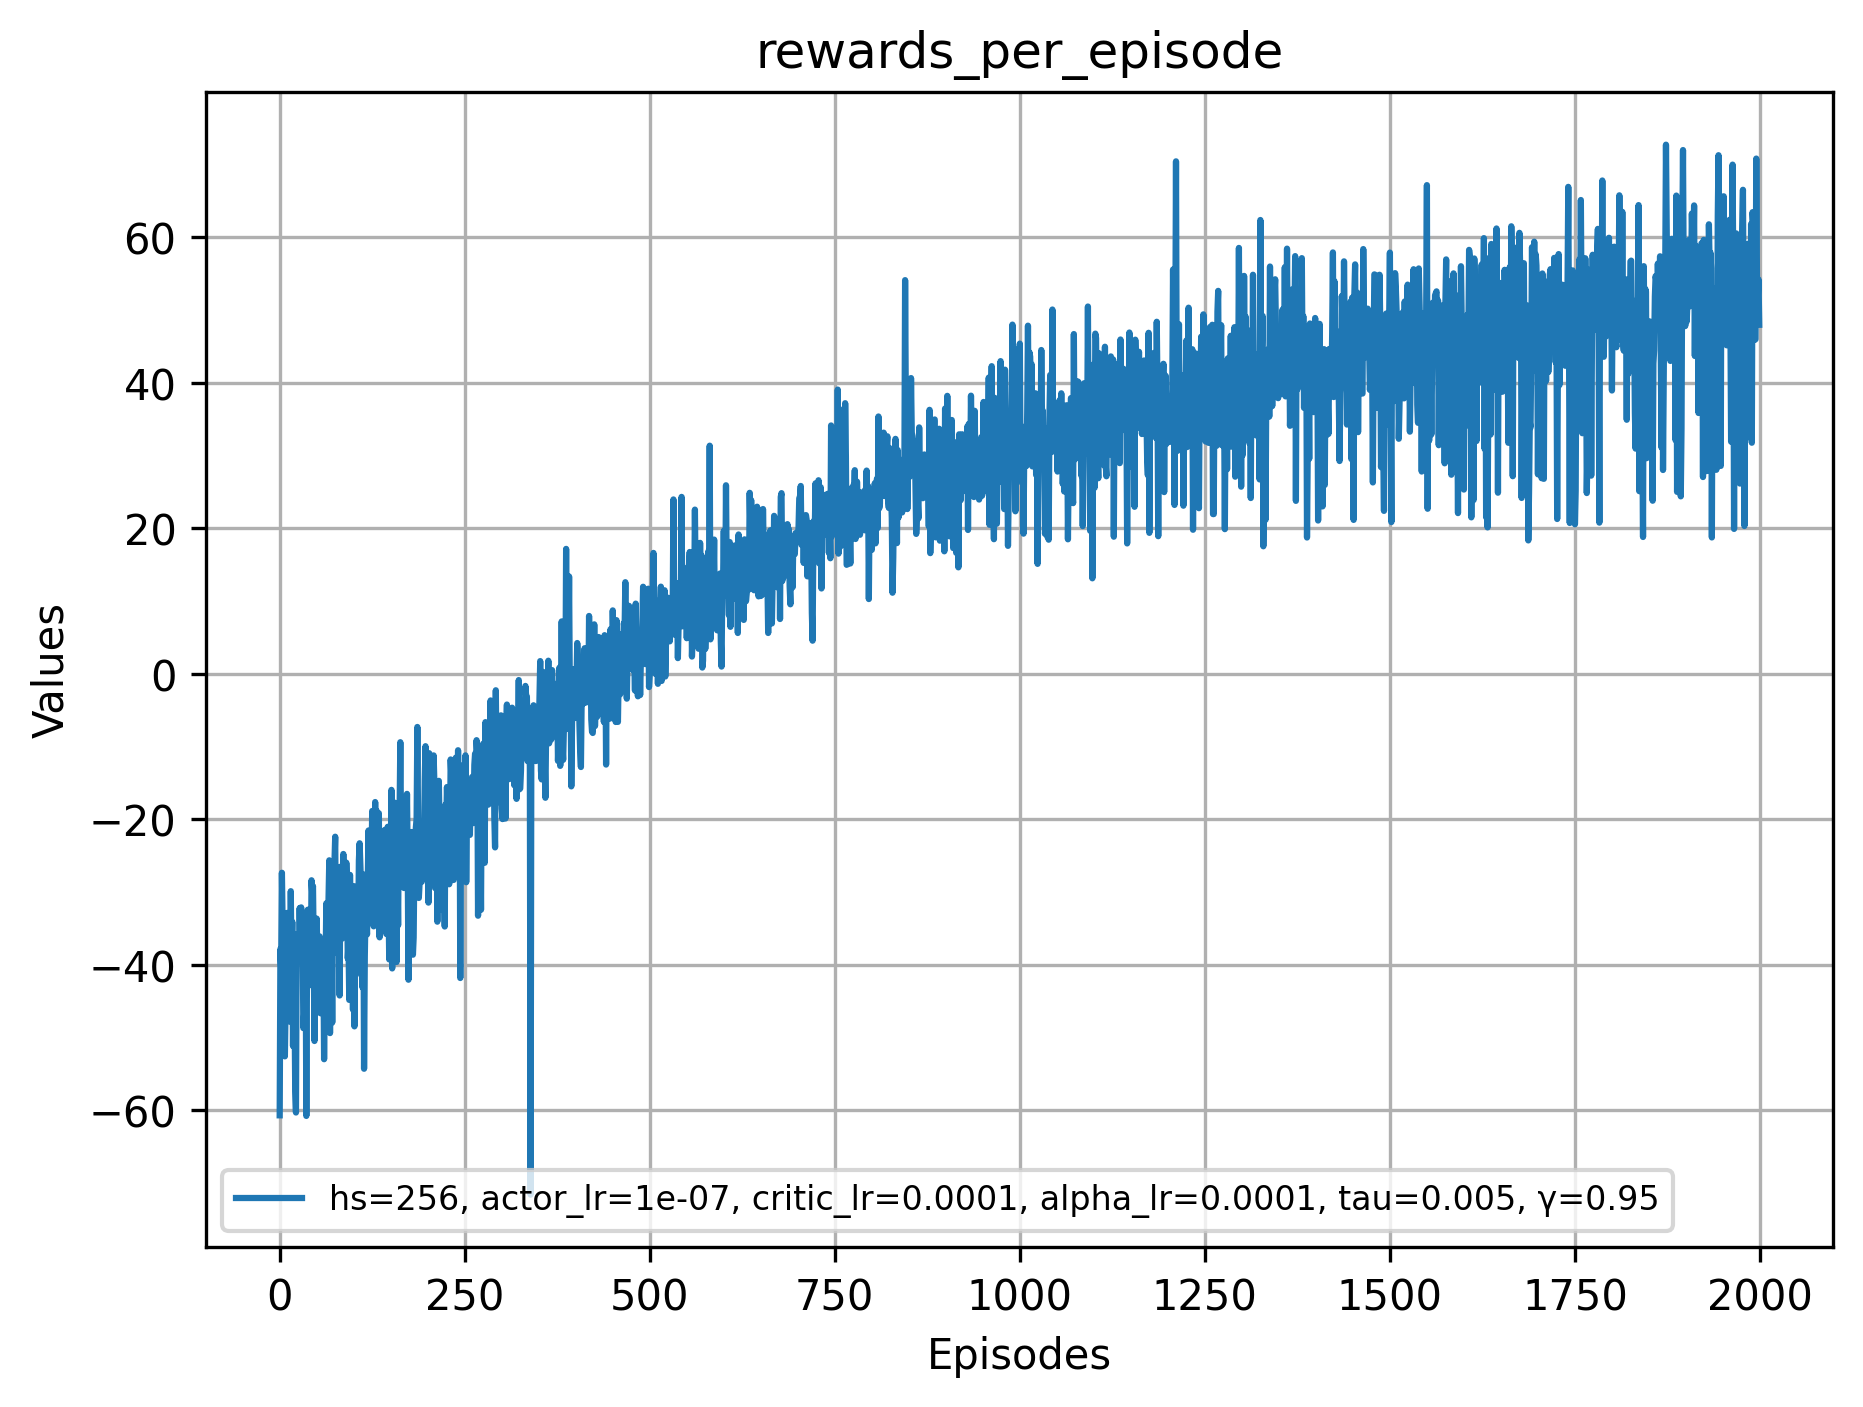 rewards_per_episode
Values
60
40
20
0
−20
−40
−60
hs=256, actor_lr=1e-07, critic_lr=0.0001, alpha_lr=0.0001, tau=0.005, γ=0.95
0 250 500 750 1000 1250 1500 1750 2000
Episodes